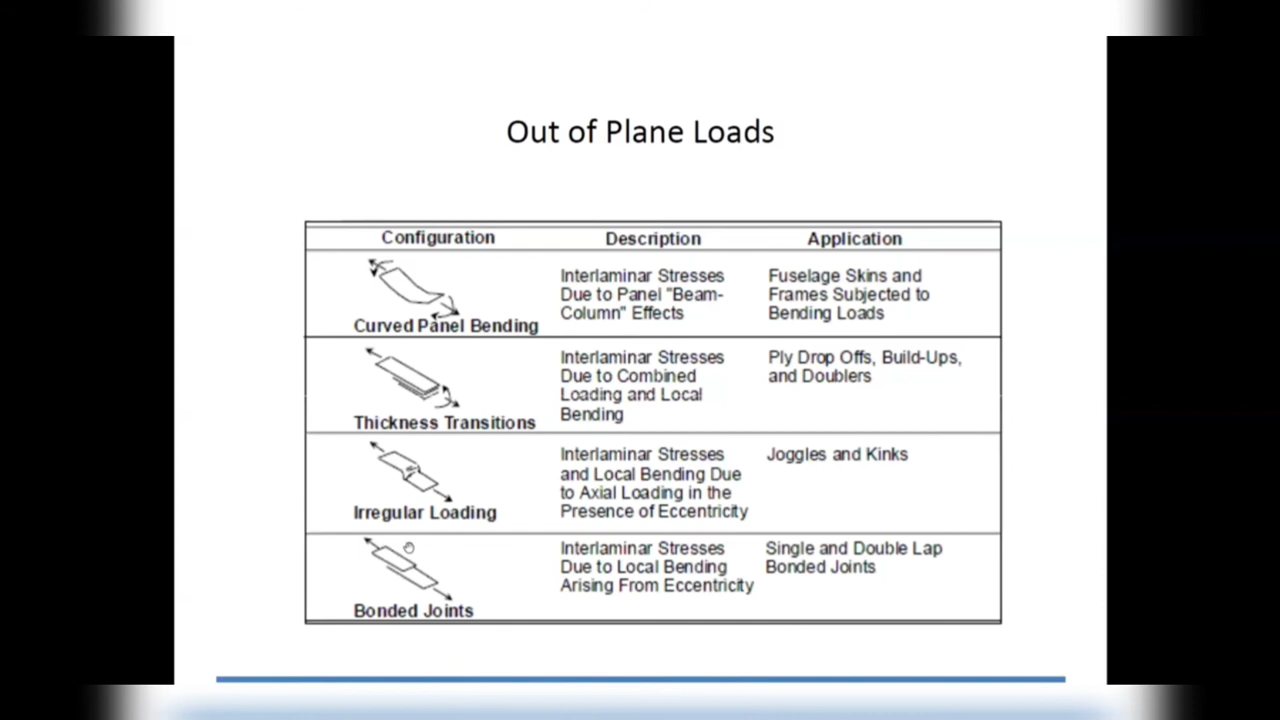 Out of Plane Loads
Configuration Description Application
Curved Panel Bending
Interlaminar Stresses
Due to Panel "Beam-
Column" Effects
Fuselage Skins and
Frames Subjected to
Bending Loads
Thickness Transitions
Interlaminar Stresses
Due to Combined
Loading and Local
Bending
Ply Drop Offs, Build-Ups,
and Doublers
Irregular Loading
Interlaminar Stresses
and Local Bending Due
to Axial Loading in the
Presence of Eccentricity
Joggles and Kinks
Bonded Joints
Interlaminar Stresses
Due to Local Bending
Arising From Eccentricity
Single and Double Lap
Bonded Joints